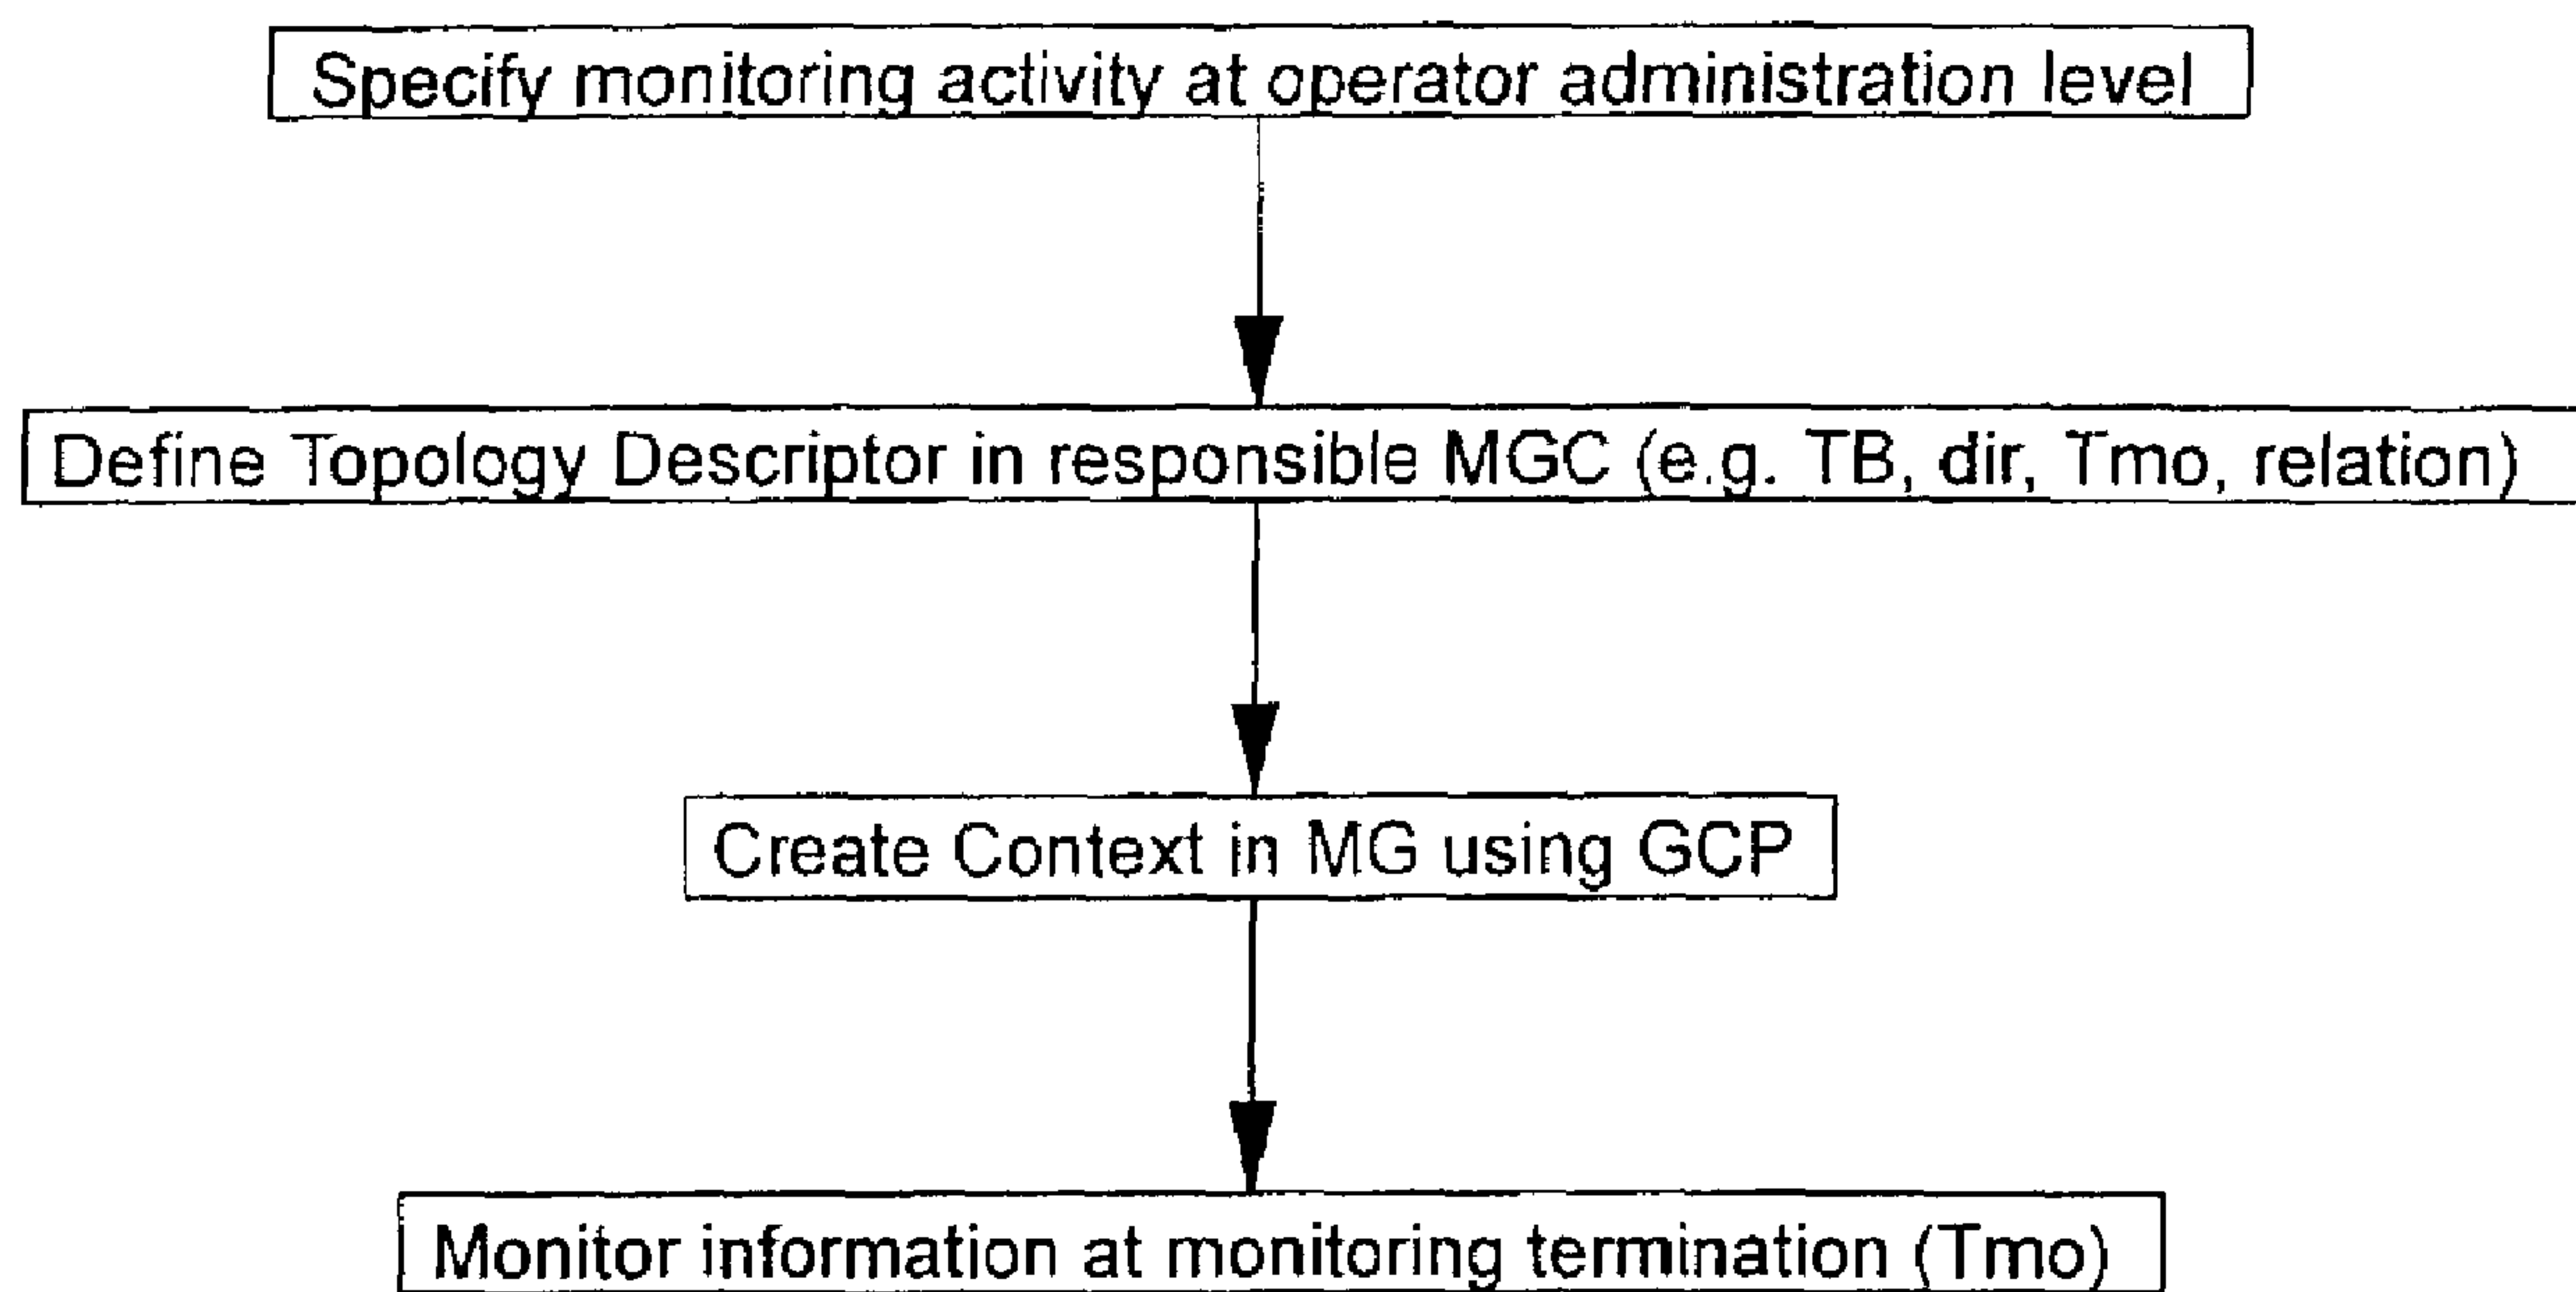 Specify monitoring activity at operator administration level
Define Topology Descriptor in responsible MGC (e.g. TB, dir, Tmo, relation)
Create Context in MG using GCP
Monitor information at monitoring termination (Tmo)